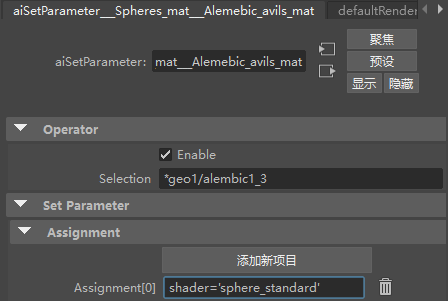 aiSetParameter__Spheres_mat__Alemebic_avils_mat defaultRender
聚焦
aiSetParameter: mat__Alemebic_avils_mat 预设
显示 隐藏
Operator
Enable
Selection *geo1/alembic1_3
Set Parameter
Assignment
添加新项目
Assignment[0] shader='sphere_standard'